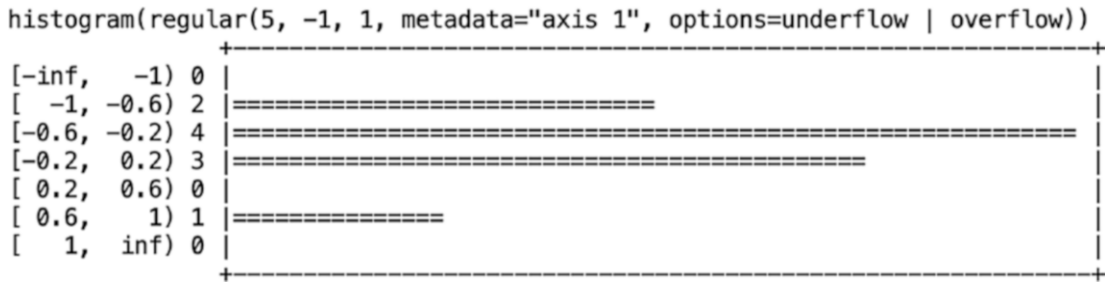 histogram(regular(5, -1, 1, metadata="axis 1", options=underflow | overflow))
               +-------------------------------------------------------------+
[-inf,   -1) 0 |                                                             |
[  -1, -0.6) 2 |==============================                               |
[-0.6, -0.2) 4 |============================================================ |
[-0.2,  0.2) 3 |=============================================                |
[ 0.2,  0.6) 0 |                                                             |
[ 0.6,    1) 1 |===============                                              |
[   1,  inf) 0 |                                                             |
               +-------------------------------------------------------------+